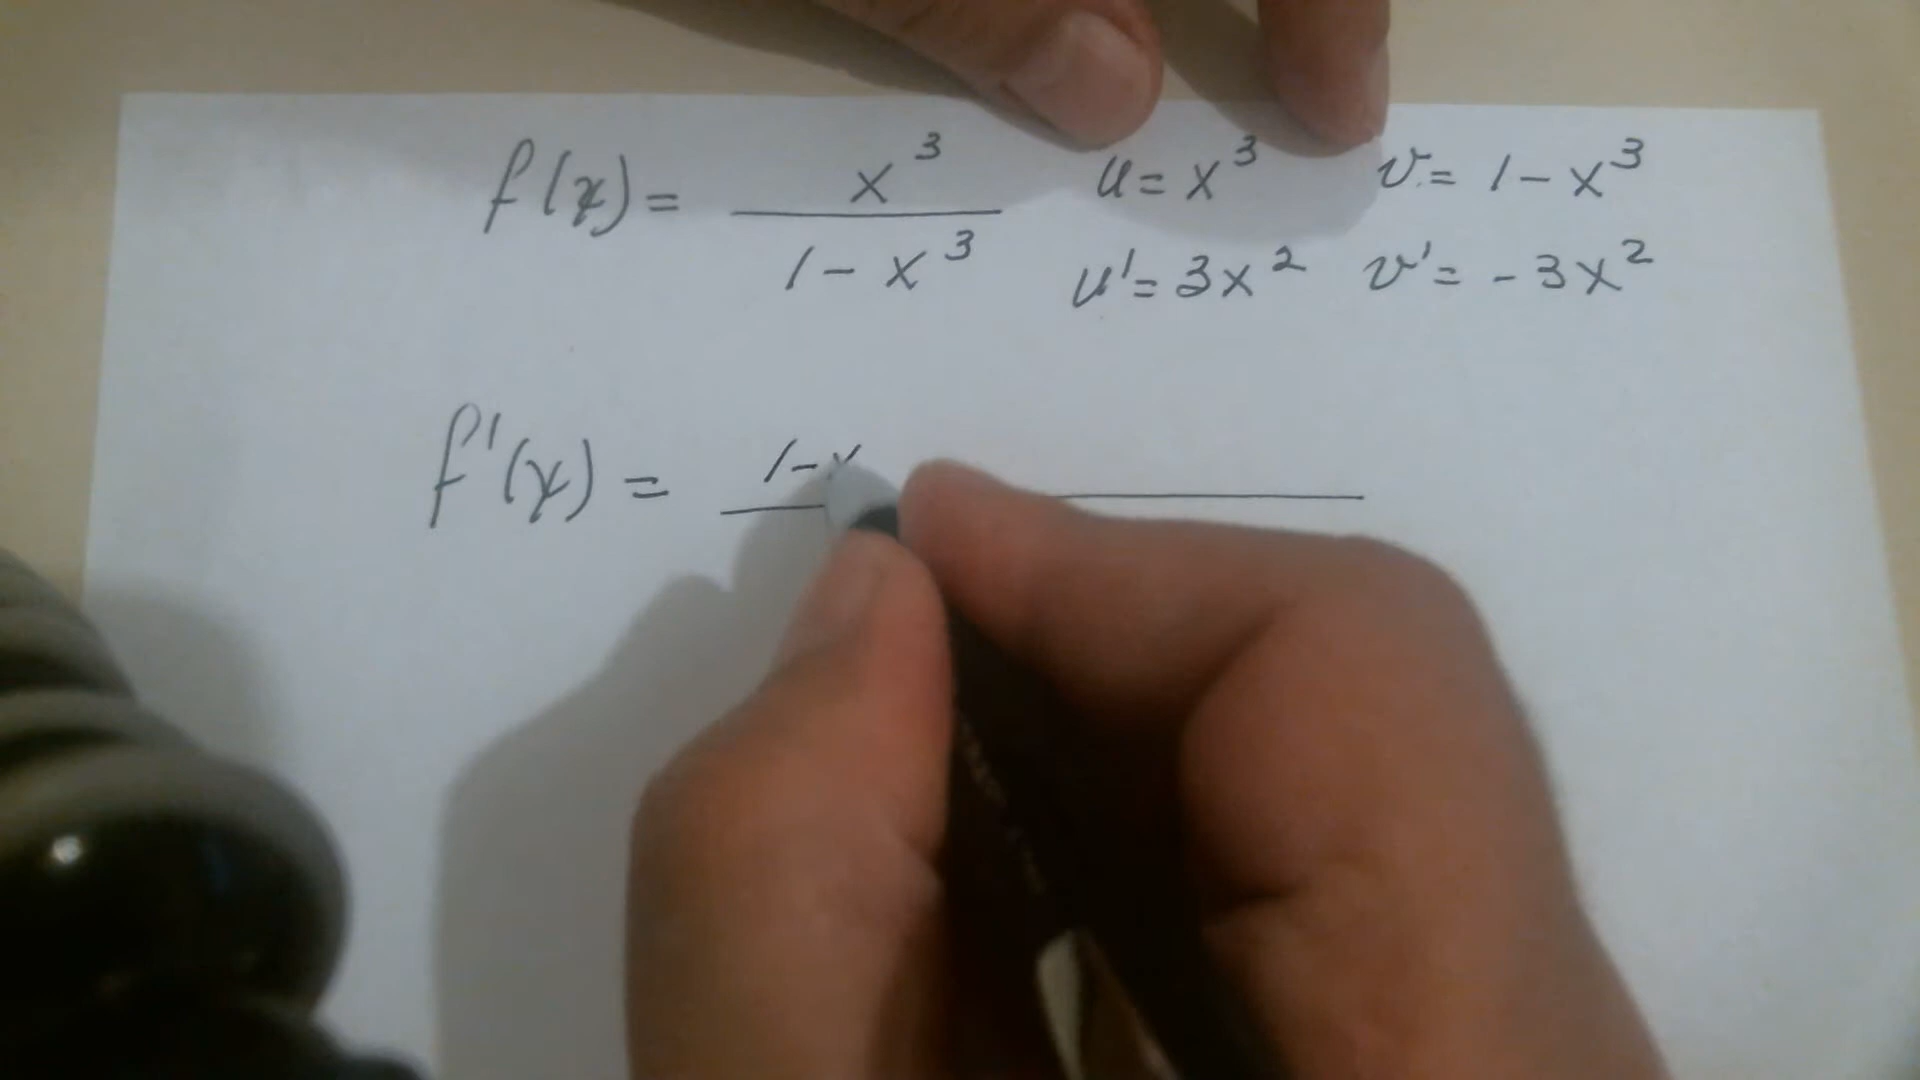 f(x) = x³ / 1 - x³ u = x³ v = 1 - x³
u' = 3x² v' = -3x²
f'(x) = 1 - x